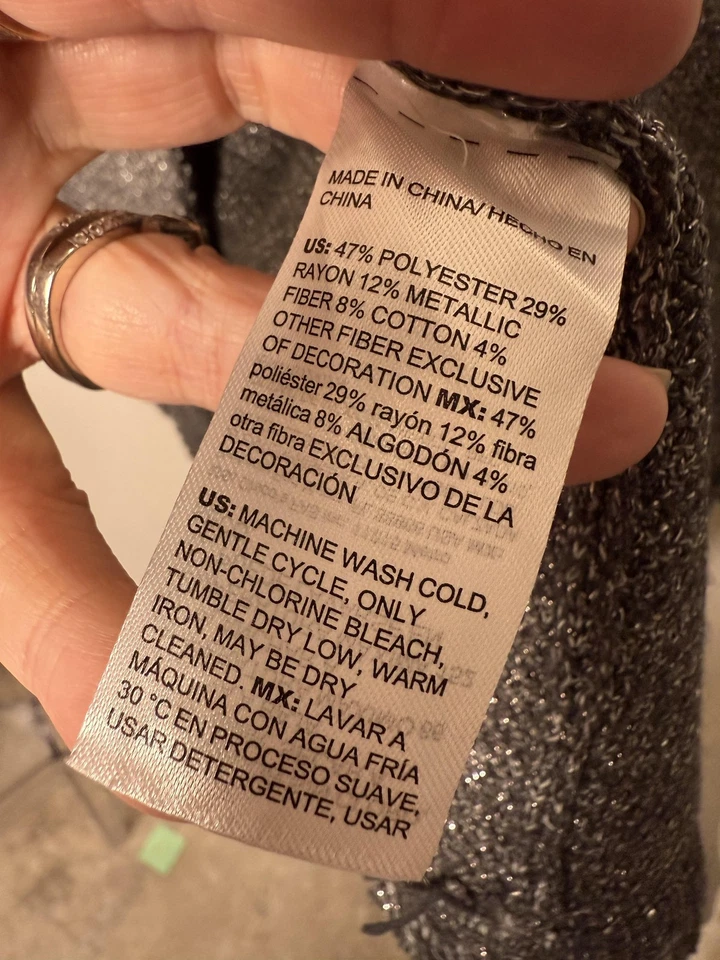 MADE IN CHINA/ HECHO EN
CHINA
US: 47% POLYESTER 29%
RAYON 12% METALLIC
FIBER 8% COTTON 4%
OTHER FIBER EXCLUSIVE
OF DECORATION MX: 47%
poliéster 29% rayón 12% fibra
metálica 8% ALGODÓN 4%
otra fibra EXCLUSIVO DE LA
DECORACIÓN
US: MACHINE WASH COLD,
GENTLE CYCLE, ONLY
NON-CHLORINE BLEACH,
TUMBLE DRY LOW, WARM
IRON, MAY BE DRY
CLEANED. MX: LAVAR A
MÁQUINA CON AGUA FRÍA
30 °C EN PROCESO SUAVE,
USAR DETERGENTE, USAR